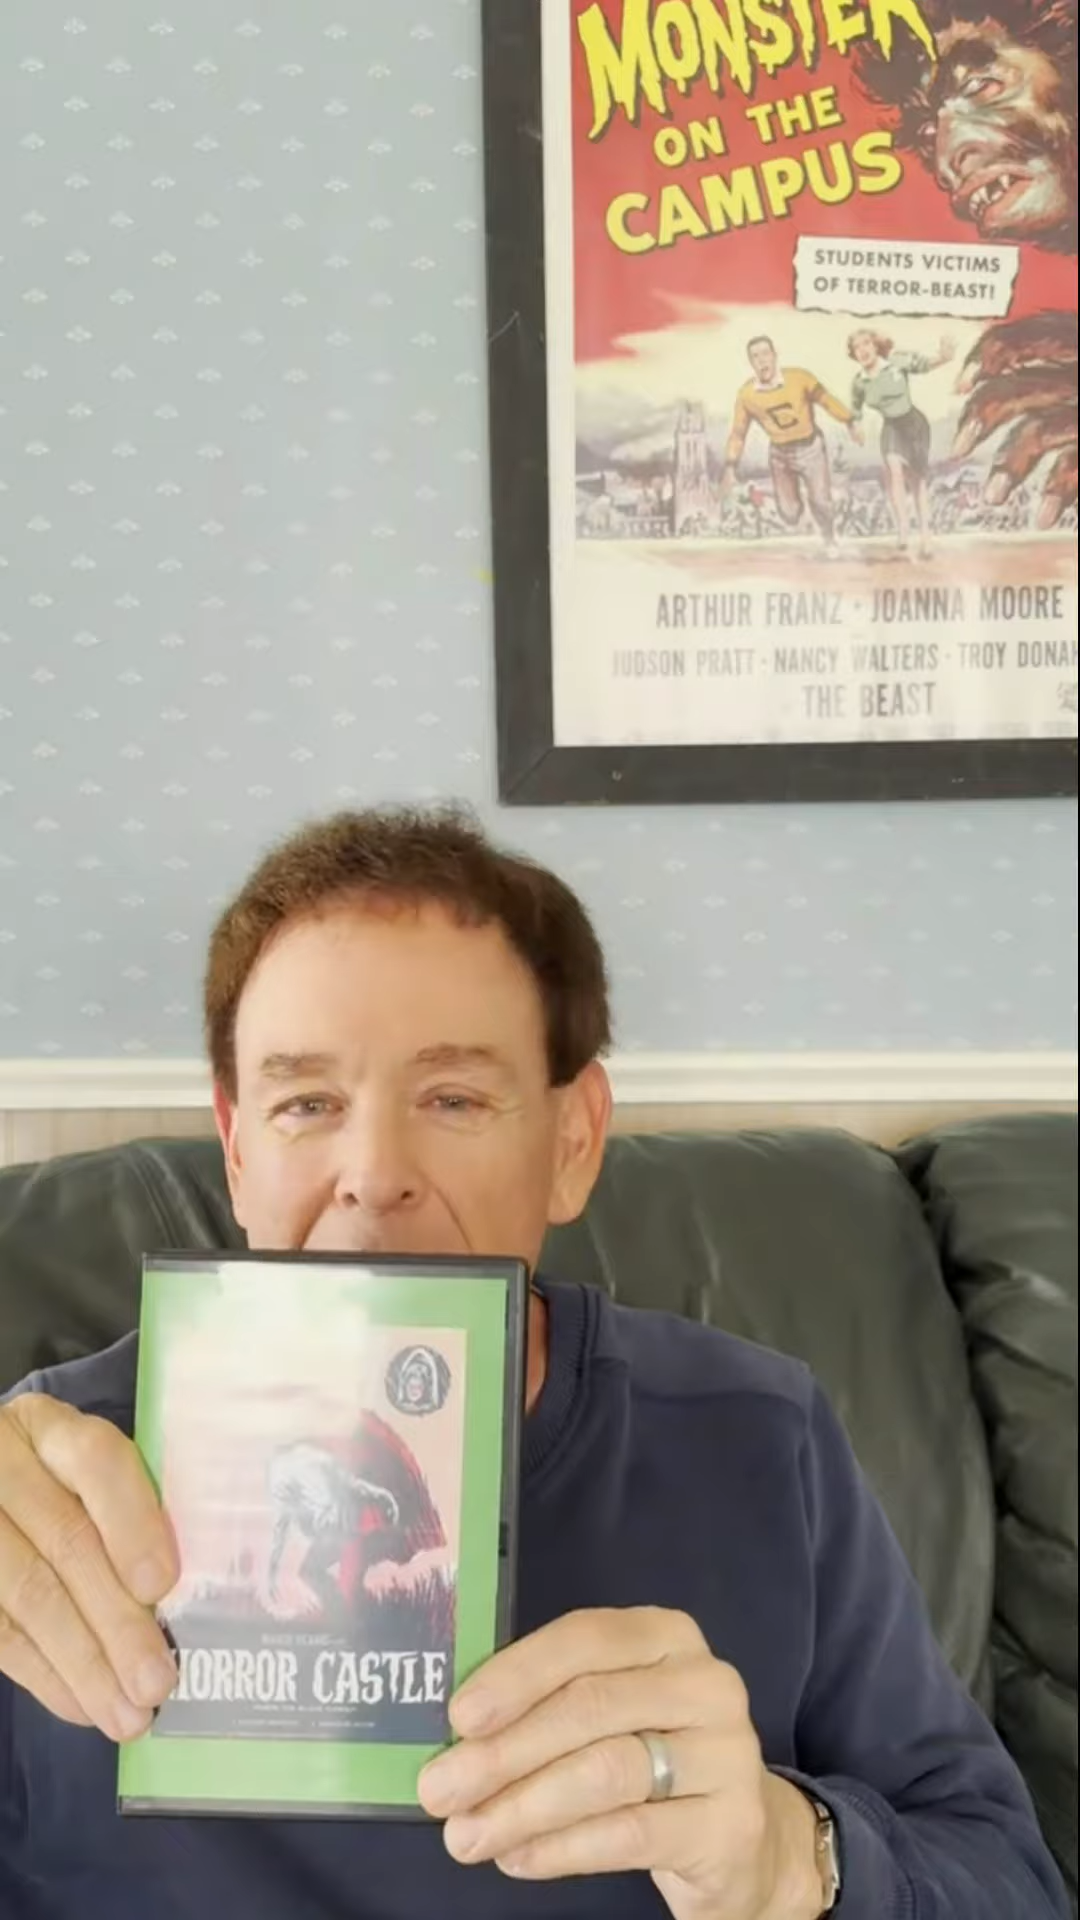 MONSTER
ON THE
CAMPUS
STUDENTS VICTIMS
OF TERROR-BEAST!
ARTHUR FRANZ · JOANNA MOORE
JUDSON PRATT · NANCY WALTERS · TROY DONAH
THE BEAST
HORROR CASTLE